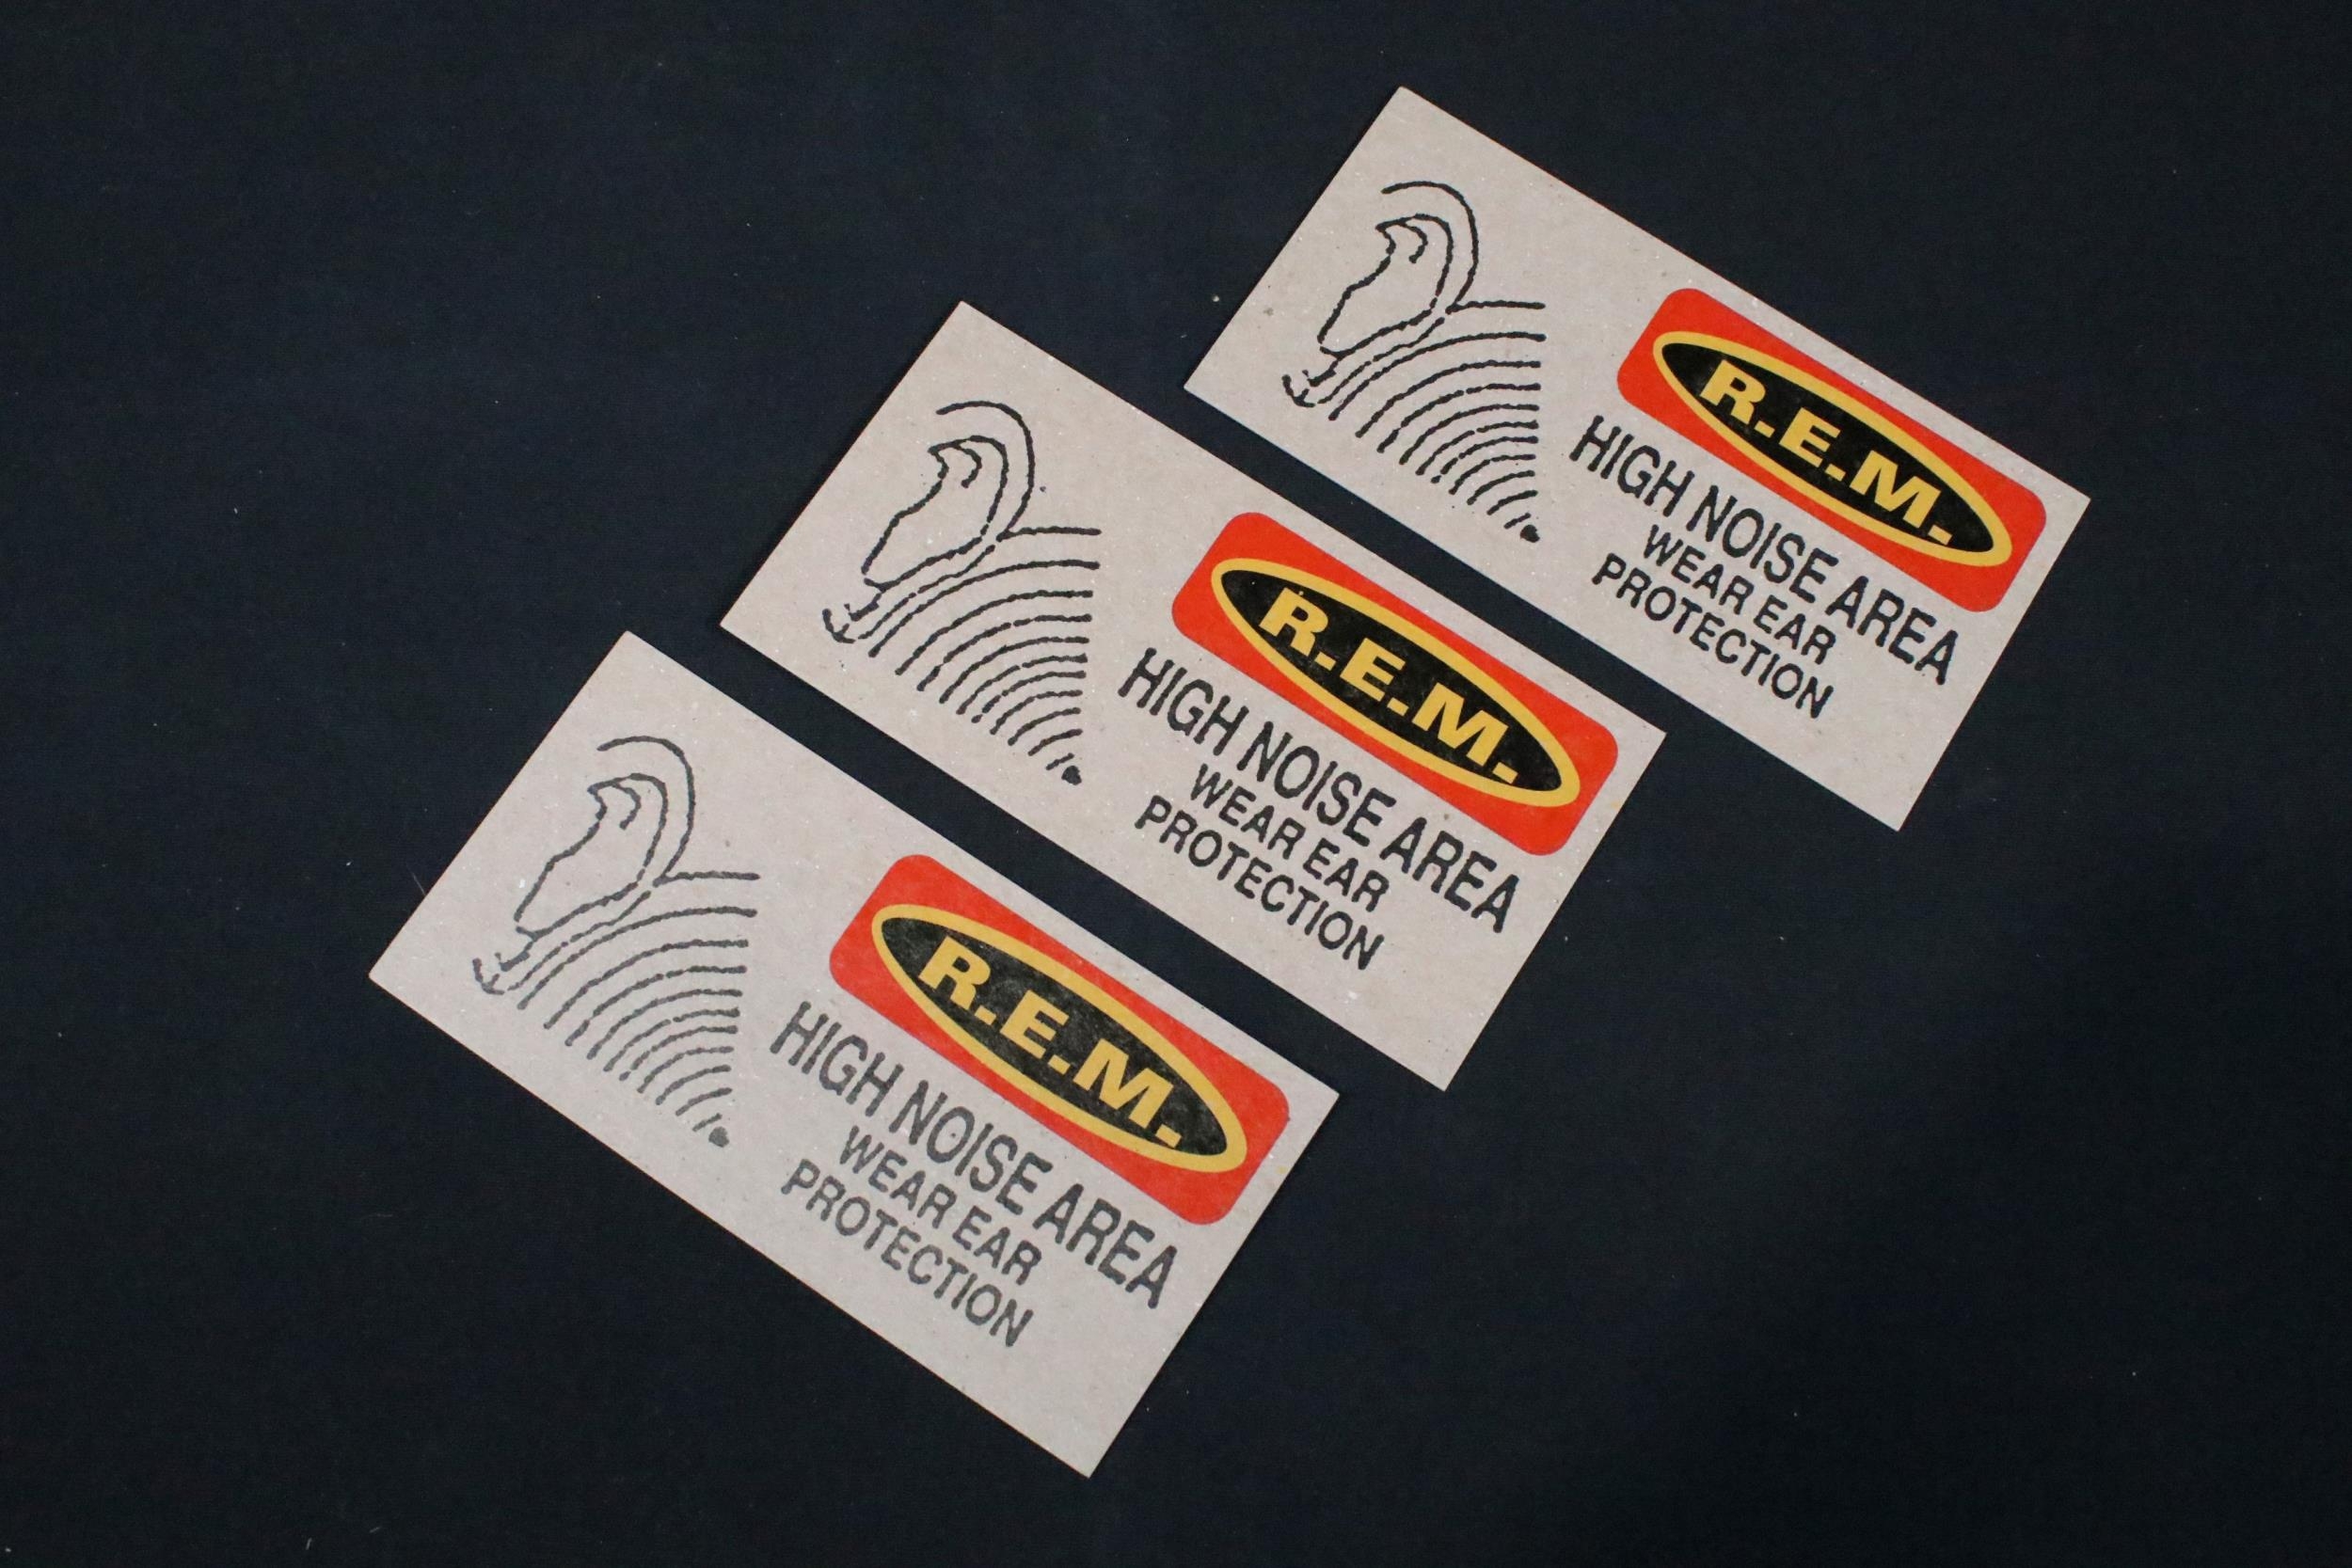 R.E.M.
HIGH NOISE AREA
WEAR EAR
PROTECTION
R.E.M.
HIGH NOISE AREA
WEAR EAR
PROTECTION
R.E.M.
HIGH NOISE AREA
WEAR EAR
PROTECTION